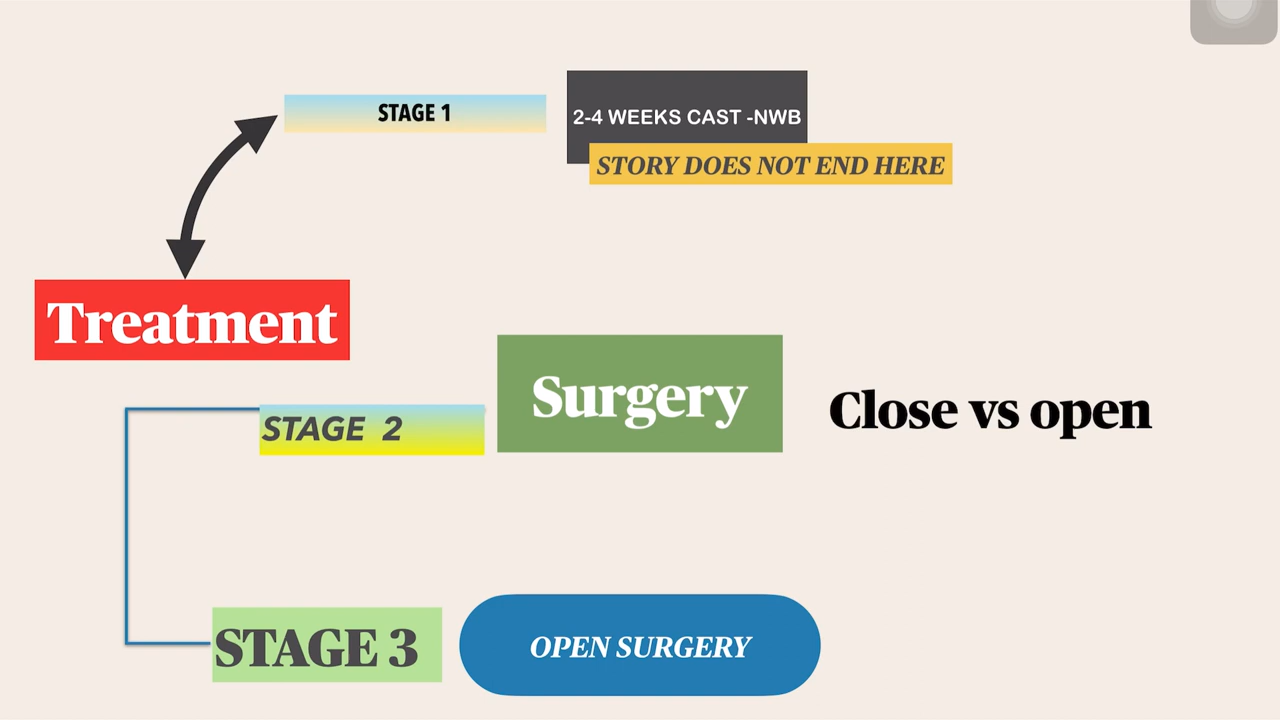 STAGE 1
2-4 WEEKS CAST -NWB
STORY DOES NOT END HERE
Treatment
STAGE 2
Surgery
Close vs open
STAGE 3
OPEN SURGERY